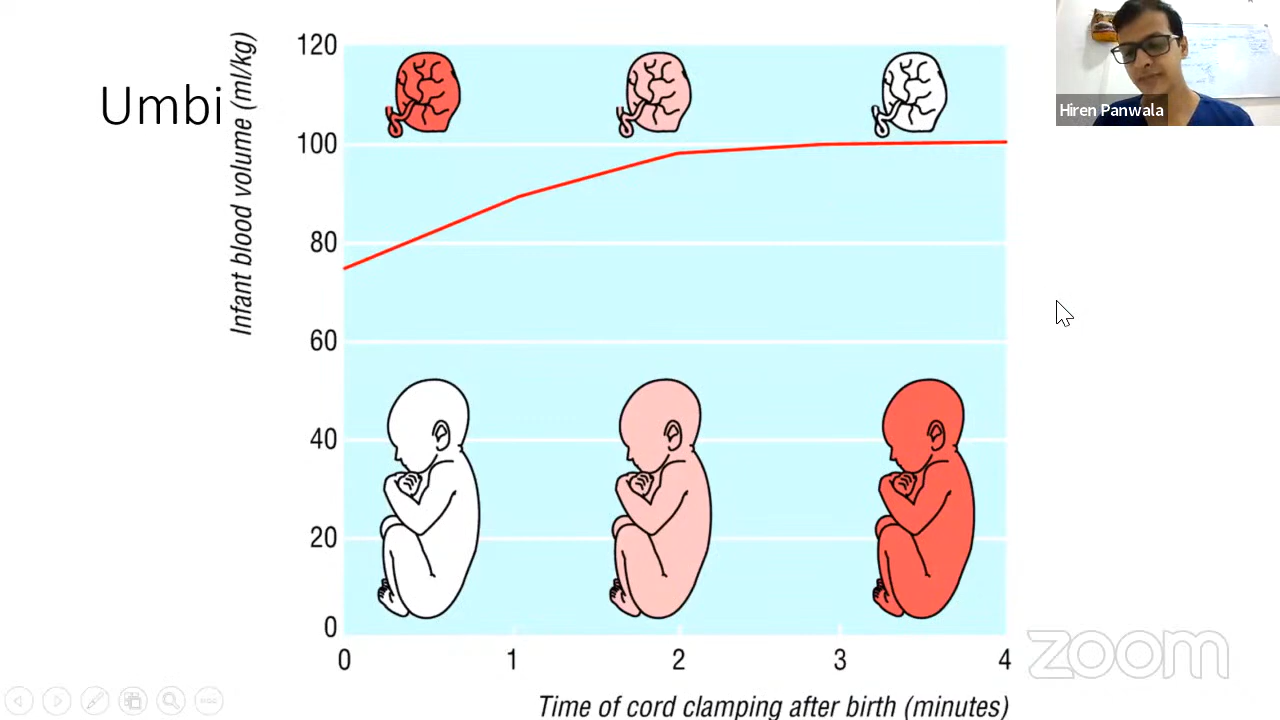 Umbi
Infant blood volume (ml/kg)
120
100
80
60
40
20
0
0 1 2 3 4
Time of cord clamping after birth (minutes)
Hiren Panwala
zoom